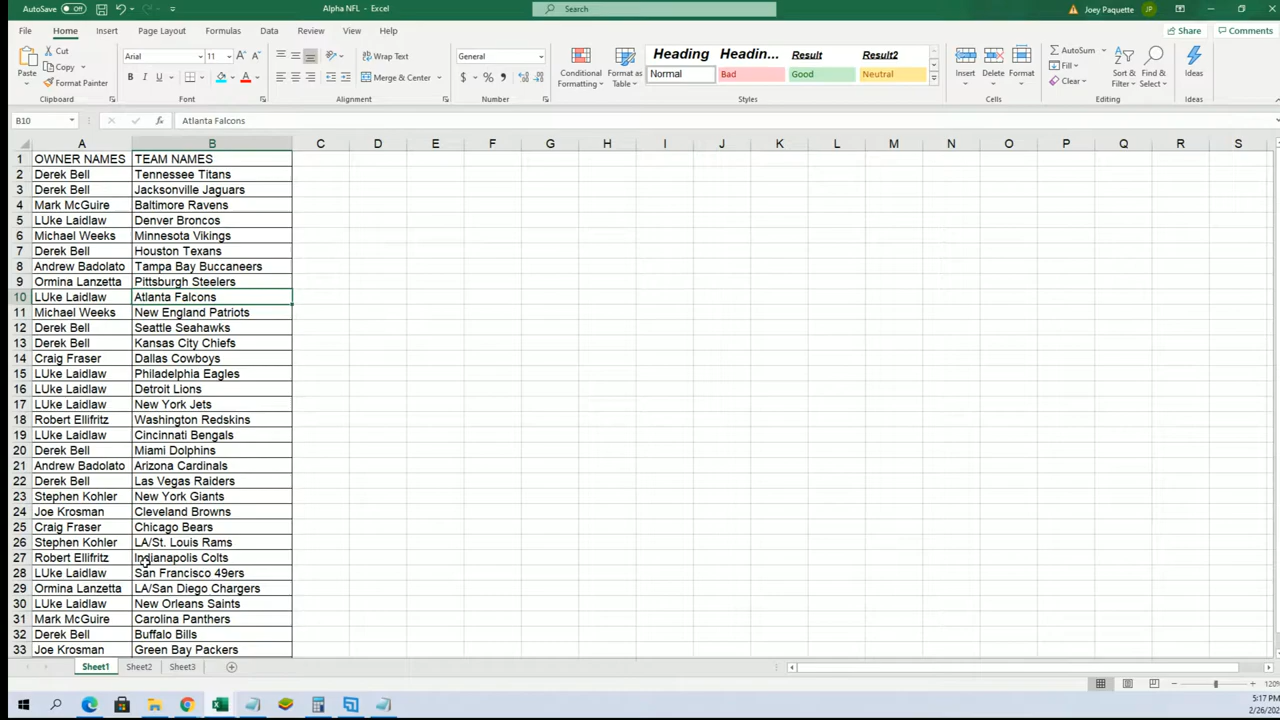 AutoSave Off Alpha NFL - Excel Search Joey Paquette JP
File Home Insert Page Layout Formulas Data Review View Help Share Comments
Paste Cut Copy Format Painter Arial 11 Wrap Text General Conditional Formatting Format as Table Heading Headin... Result Result2 Insert Delete Format AutoSum Fill Clear Sort & Filter Find & Select Ideas
B I U Merge & Center $ % Normal Bad Good Neutral
Clipboard Font Alignment Number Styles Cells Editing Ideas
B10 fx Atlanta Falcons
A B C D E F G H I J K L M N O P Q R S
1 OWNER NAMES TEAM NAMES
2 Derek Bell Tennessee Titans
3 Derek Bell Jacksonville Jaguars
4 Mark McGuire Baltimore Ravens
5 LUke Laidlaw Denver Broncos
6 Michael Weeks Minnesota Vikings
7 Derek Bell Houston Texans
8 Andrew Badolato Tampa Bay Buccaneers
9 Ormina Lanzetta Pittsburgh Steelers
10 LUke Laidlaw Atlanta Falcons
11 Michael Weeks New England Patriots
12 Derek Bell Seattle Seahawks
13 Derek Bell Kansas City Chiefs
14 Craig Fraser Dallas Cowboys
15 LUke Laidlaw Philadelphia Eagles
16 LUke Laidlaw Detroit Lions
17 LUke Laidlaw New York Jets
18 Robert Ellifritz Washington Redskins
19 LUke Laidlaw Cincinnati Bengals
20 Derek Bell Miami Dolphins
21 Andrew Badolato Arizona Cardinals
22 Derek Bell Las Vegas Raiders
23 Stephen Kohler New York Giants
24 Joe Krosman Cleveland Browns
25 Craig Fraser Chicago Bears
26 Stephen Kohler LA/St. Louis Rams
27 Robert Ellifritz Indianapolis Colts
28 LUke Laidlaw San Francisco 49ers
29 Ormina Lanzetta LA/San Diego Chargers
30 LUke Laidlaw New Orleans Saints
31 Mark McGuire Carolina Panthers
32 Derek Bell Buffalo Bills
33 Joe Krosman Green Bay Packers
Sheet1 Sheet2 Sheet3
120%
5:17 PM